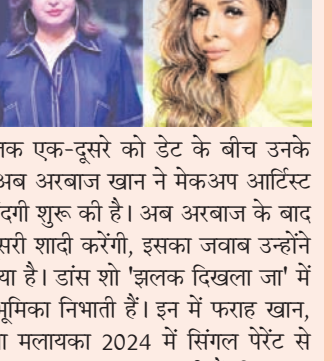 तक एक-दूसरे को डेट के बीच उनके
अब अरबाज खान ने मेकअप आर्टिस्ट
दगी शुरू की है। अब अरबाज के बाद
सरी शादी करेंगी, इसका जवाब उन्होंने
या है। डांस शो 'झलक दिखला जा' में
भूमिका निभाती हैं। इन में फराह खान,
ा मलायका 2024 में सिंगल पेरेंट से